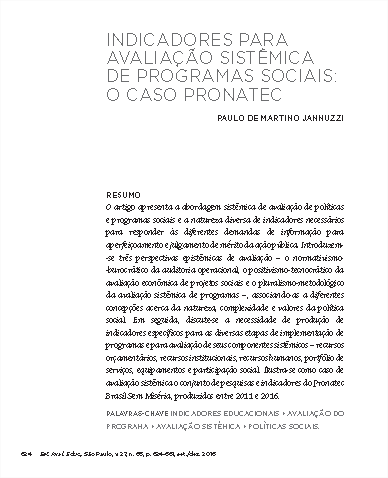 INDICADORES PARA
AVALIAÇÃO SISTÊMICA
DE PROGRAMAS SOCIAIS:
O CASO PRONATEC
PAULO DE MARTINO JANNUZZI
RESUMO
O artigo apresenta a abordagem sistêmica de avaliação de políticas
e programas sociais e a natureza diversa de indicadores necessários
para responder às diferentes demandas de informação para
aperfeiçoamento e julgamento de mérito da ação pública. Introduzem-
-se três perspectivas epistêmicas de avaliação – o normativismo-
-burocrático da auditoria operacional, o positivismo-tecnocrático da
avaliação econômica de projetos sociais e o pluralismo-metodológico
da avaliação sistêmica de programas –, associando-as a diferentes
concepções acerca da natureza, complexidade e valores da política
social. Em seguida, discute-se a necessidade de produção de
indicadores específicos para as diversas etapas de implementação de
programas e para avaliação de seus componentes sistêmicos – recursos
orçamentários, recursos institucionais, recursos humanos, portfólio de
serviços, equipamentos e participação social. Ilustra-se como caso de
avaliação sistêmica o conjunto de pesquisas e indicadores do Pronatec
Brasil Sem Miséria, produzidos entre 2011 e 2016.
PALAVRAS-CHAVE INDICADORES EDUCACIONAIS • AVALIAÇÃO DO
PROGRAMA • AVALIAÇÃO SISTÊMICA • POLÍTICAS SOCIAIS.
624 Est. Aval. Educ., São Paulo, v. 27, n. 66, p. 624-661, set./dez. 2016